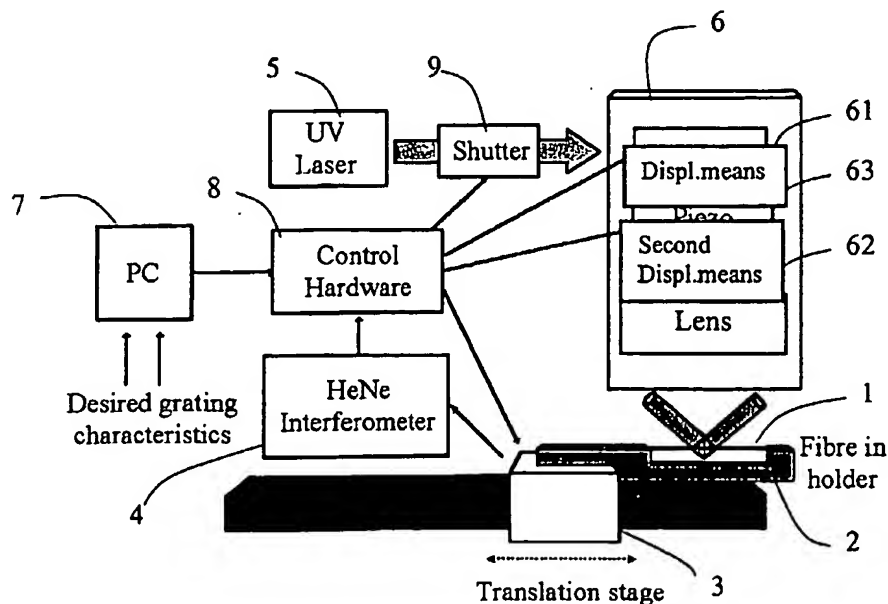 6
5
9
UV
Laser
Shutter
61
Displ.means
63
7
8
Piezo
PC
Control
Hardware
Second
Displ.means
62
Lens
HeNe
Interferometer
Desired grating
characteristics
1
Fibre in
holder
4
2
3
Translation stage